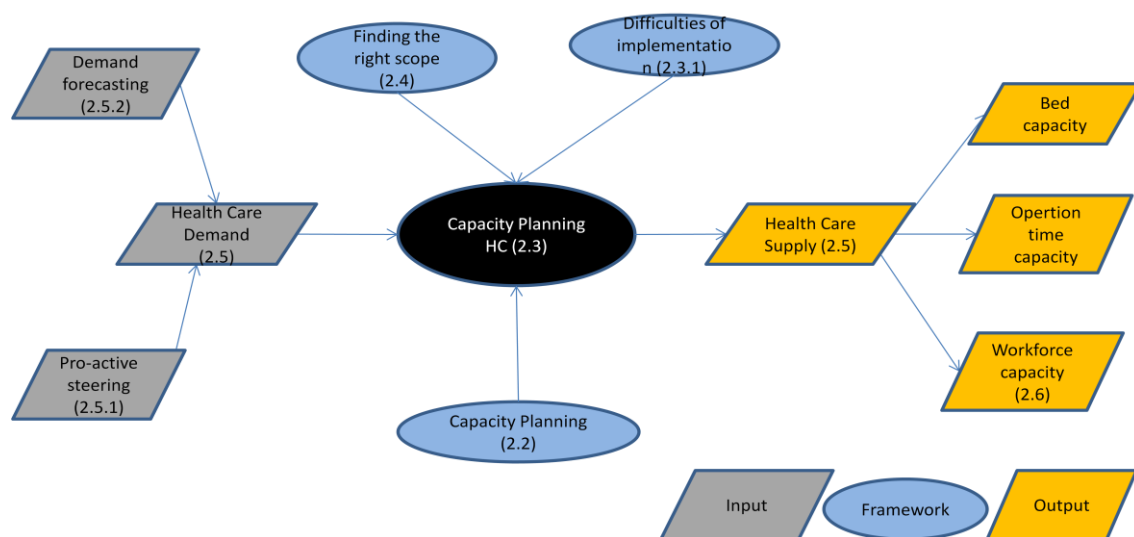 Demand
forecasting
(2.5.2)
Finding the
right scope
(2.4)
Difficulties of
implementatio
n (2.3.1)
Bed
capacity
Health Care
Demand
(2.5)
Capacity Planning
HC (2.3)
Health Care
Supply (2.5)
Opertion
time
capacity
Pro-active
steering
(2.5.1)
Capacity Planning
(2.2)
Workforce
capacity
(2.6)
Input
Framework
Output